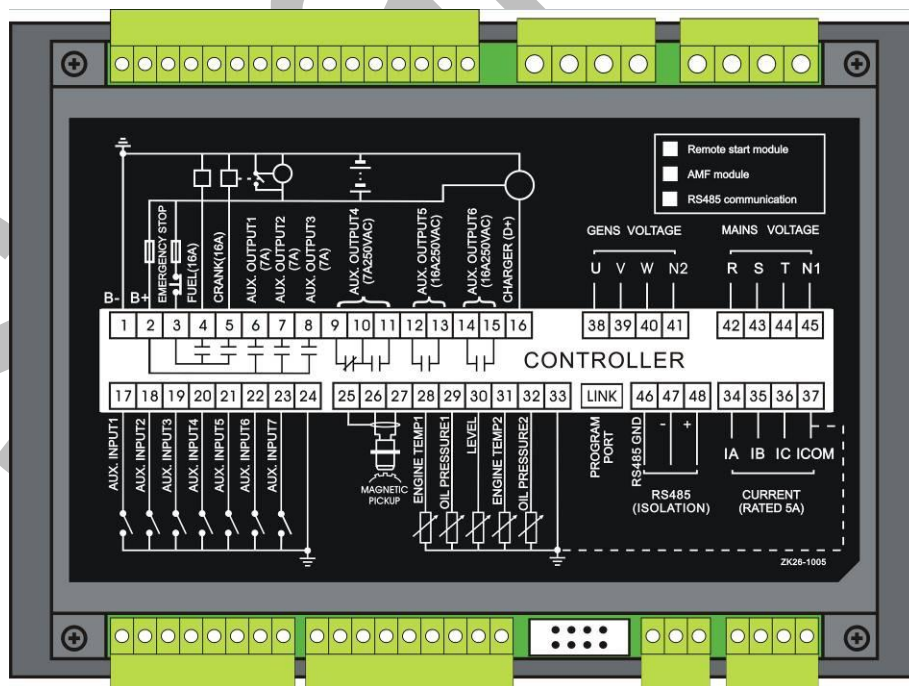 Remote start module
AMF module
RS485 communication
GENS VOLTAGE
MAINS VOLTAGE
U V W N2
R S T N1
B-
B+
EMERGENCY STOP
FUEL(16A)
CRANK(16A)
AUX. OUTPUT1
(7A)
AUX. OUTPUT2
(7A)
AUX. OUTPUT3
(7A)
AUX. OUTPUT4
(7A250VAC)
AUX. OUTPUT5
(16A250VAC)
AUX. OUTPUT6
(16A250VAC)
CHARGER (D+)
1 2 3 4 5 6 7 8 9 10 11 12 13 14 15 16
38 39 40 41
42 43 44 45
CONTROLLER
17 18 19 20 21 22 23 24
25 26 27 28 29 30 31 32 33
LINK
46 47 48
34 35 36 37
AUX. INPUT1
AUX. INPUT2
AUX. INPUT3
AUX. INPUT4
AUX. INPUT5
AUX. INPUT6
AUX. INPUT7
MAGNETIC
PICKUP
ENGINE TEMP1
OIL PRESSURE1
LEVEL
ENGINE TEMP2
OIL PRESSURE2
PROGRAM
PORT
RS485 GND
- +
RS485
(ISOLATION)
IA IB IC ICOM
CURRENT
(RATED 5A)
ZK26-1005